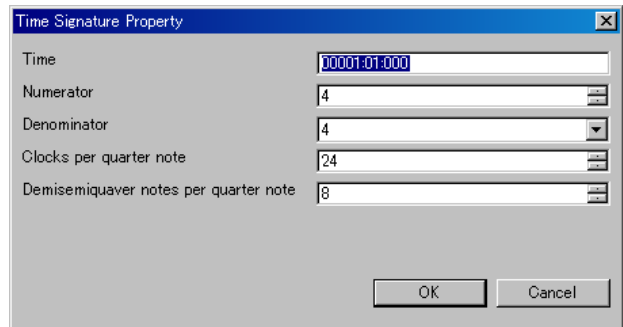 Time Signature Property
Time 00001:01:000
Numerator 4
Denominator 4
Clocks per quarter note 24
Demisemiquaver notes per quarter note 8
OK Cancel